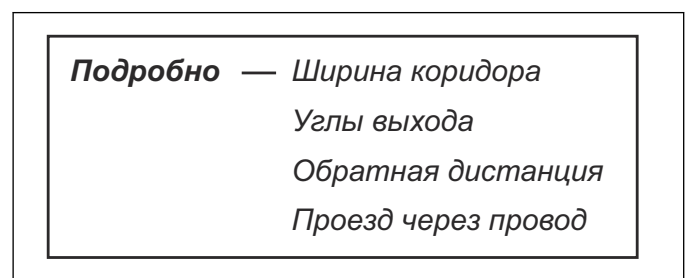 Подробно — Ширина коридора
Углы выхода
Обратная дистанция
Проезд через провод